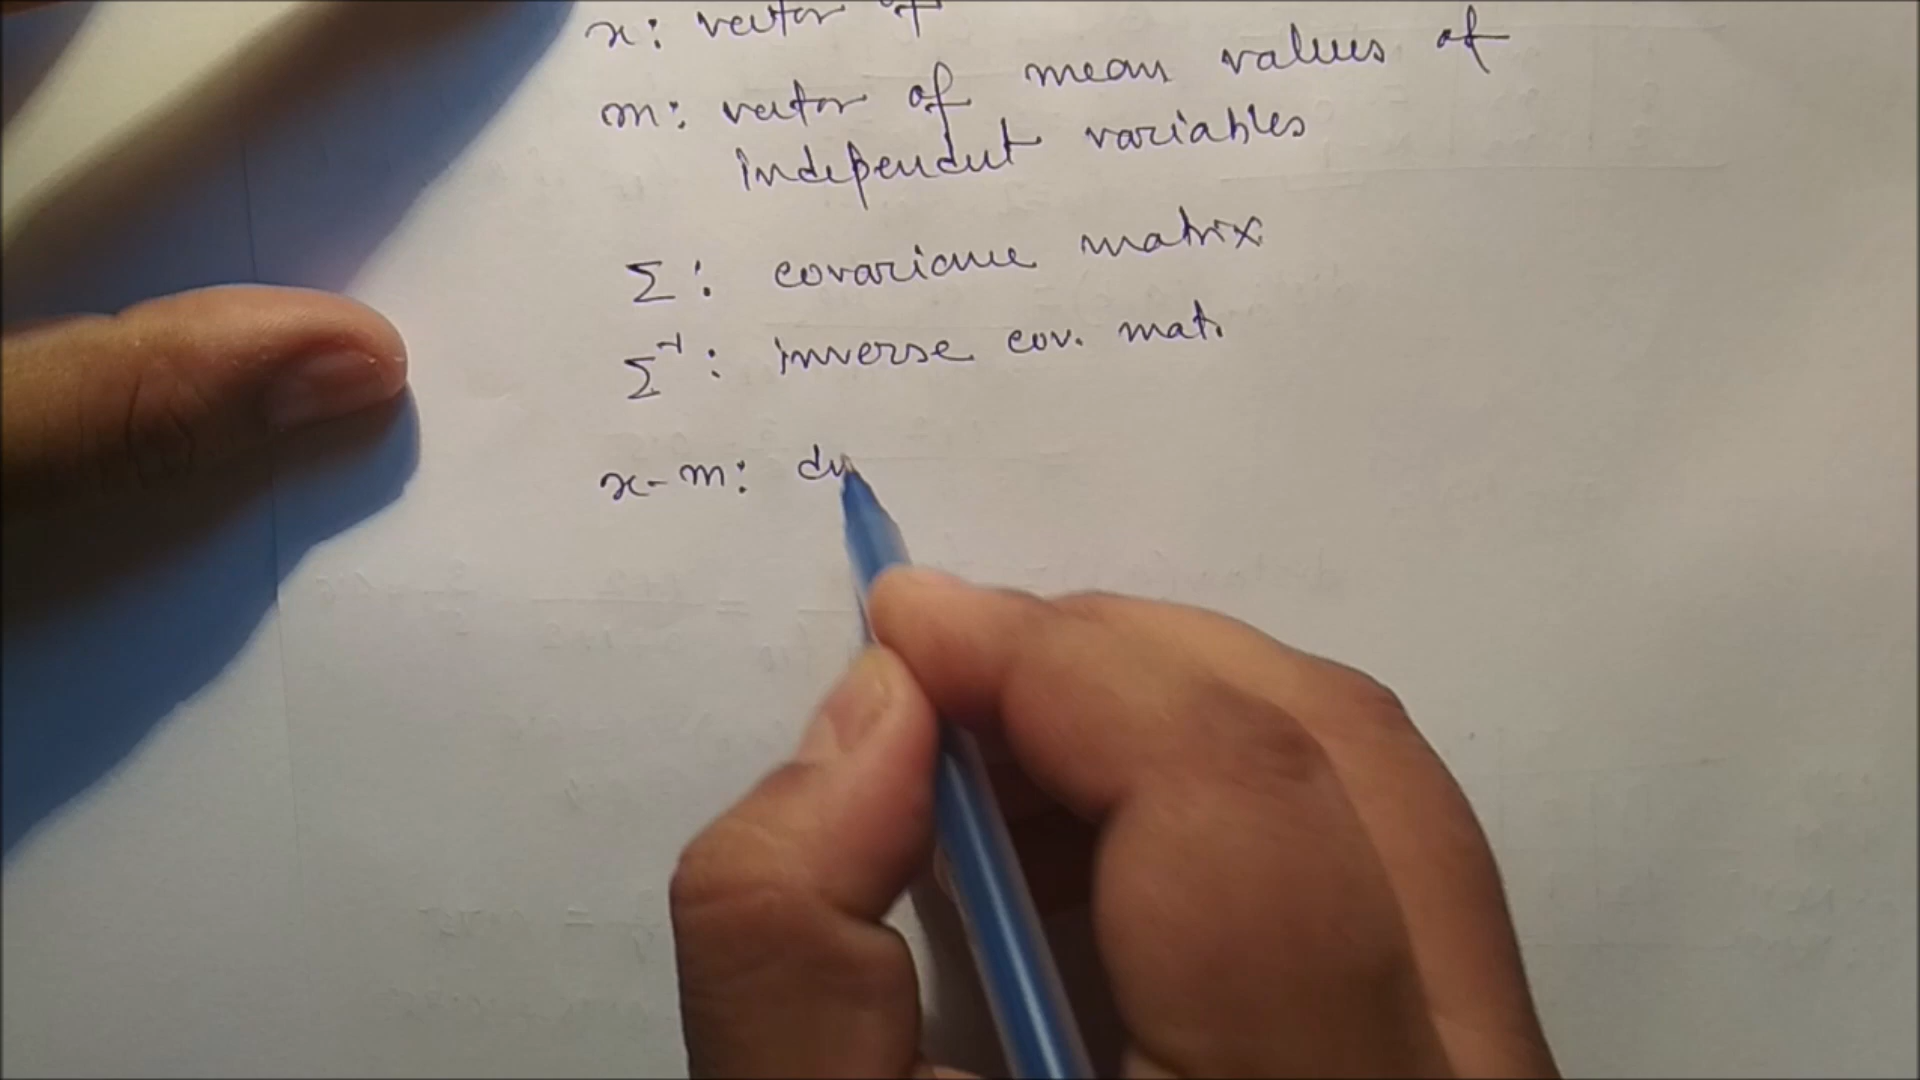 x: vector of
m: vector of mean values of
independent variables
Σ: covariance matrix
Σ⁻¹: inverse cov. mat.
x-m: